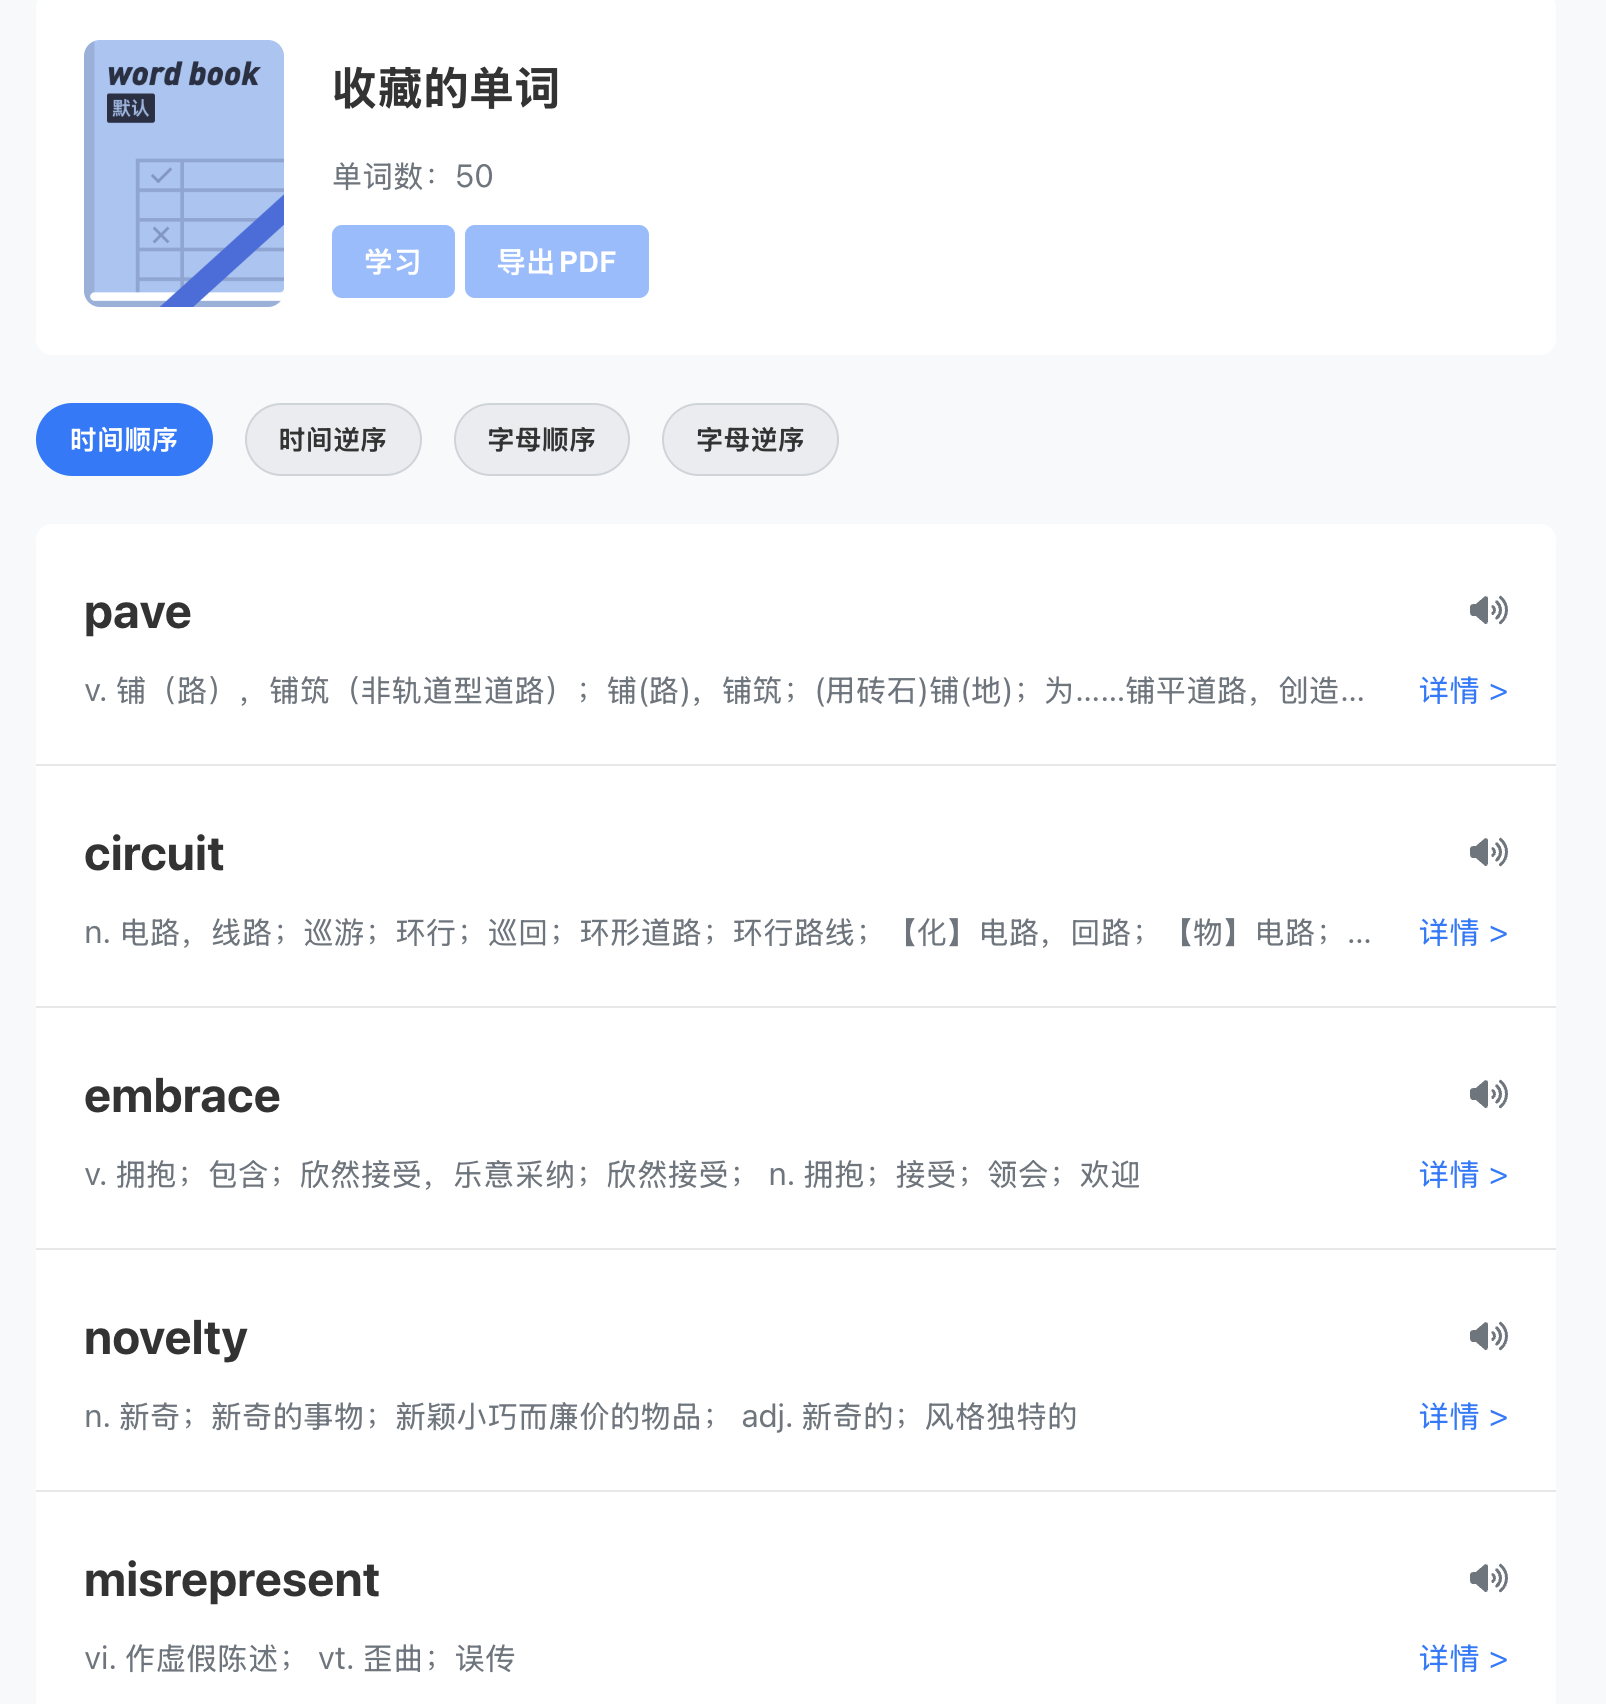 word book
默认
收藏的单词
单词数：50
学习
导出PDF
时间顺序
时间逆序
字母顺序
字母逆序
pave
v. 铺（路），铺筑（非轨道型道路）；铺(路)，铺筑；(用砖石)铺(地)；为……铺平道路，创造...
详情 >
circuit
n. 电路，线路；巡游；环行；巡回；环形道路；环行路线；【化】电路，回路；【物】电路；...
详情 >
embrace
v. 拥抱；包含；欣然接受，乐意采纳；欣然接受； n. 拥抱；接受；领会；欢迎
详情 >
novelty
n. 新奇；新奇的事物；新颖小巧而廉价的物品； adj. 新奇的；风格独特的
详情 >
misrepresent
vi. 作虚假陈述； vt. 歪曲；误传
详情 >